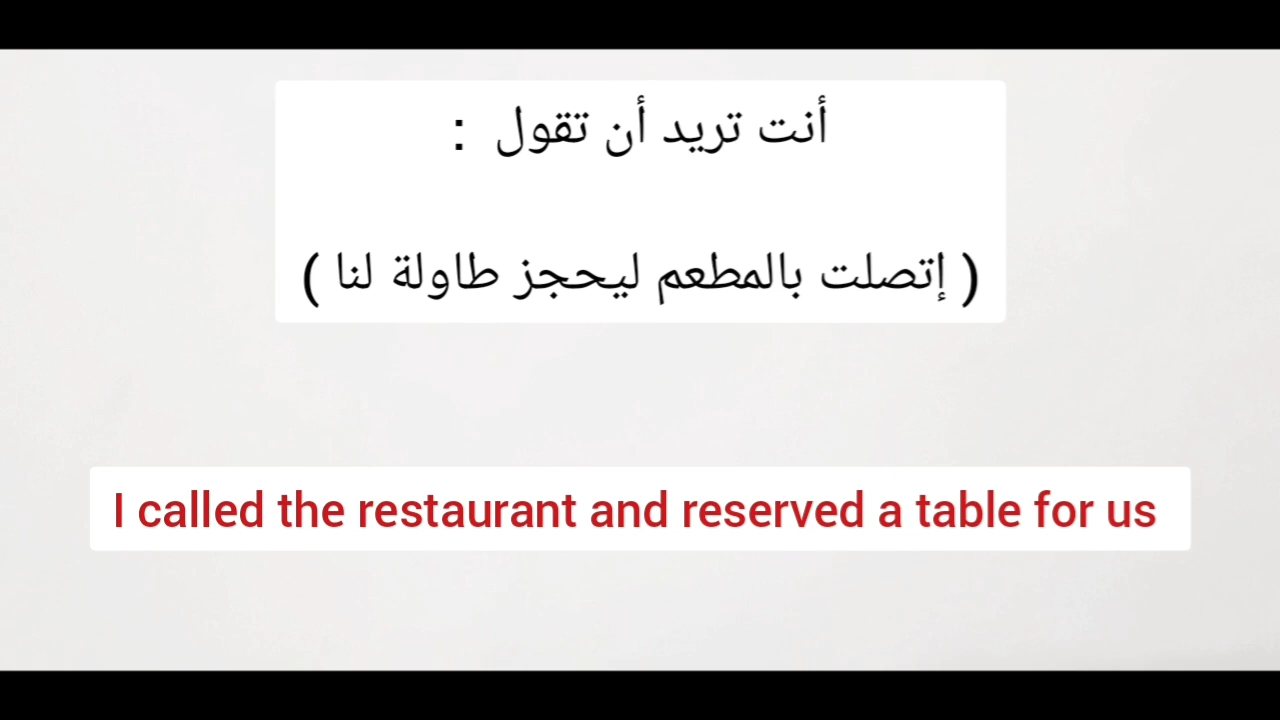 أنت تريد أن تقول :
( إتصلت بالمطعم ليحجز طاولة لنا )
I called the restaurant and reserved a table for us